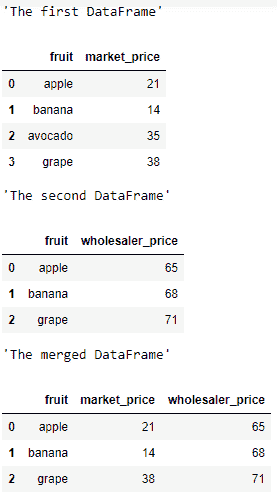 'The first DataFrame'
fruit market_price
0 apple 21
1 banana 14
2 avocado 35
3 grape 38
'The second DataFrame'
fruit wholesaler_price
0 apple 65
1 banana 68
2 grape 71
'The merged DataFrame'
fruit market_price wholesaler_price
0 apple 21 65
1 banana 14 68
2 grape 38 71